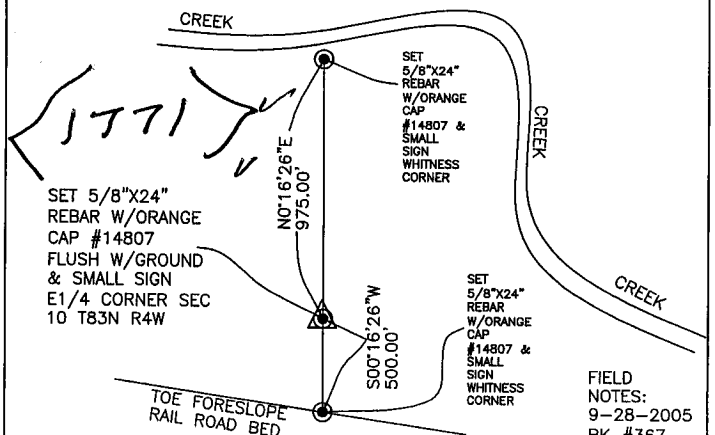 CREEK
1771
SET
5/8"X24"
REBAR
W/ORANGE
CAP
#14807 &
SMALL
SIGN
WHITNESS
CORNER
CREEK
N0°16'26"E
975.00'
SET 5/8"X24"
REBAR W/ORANGE
CAP #14807
FLUSH W/GROUND
& SMALL SIGN
E1/4 CORNER SEC
10 T83N R4W
S00°16'26"W
500.00'
CREEK
SET
5/8"X24"
REBAR
W/ORANGE
CAP
#14807 &
SMALL
SIGN
WHITNESS
CORNER
TOE FORESLOPE
RAIL ROAD BED
FIELD
NOTES:
9-28-2005
BK #367